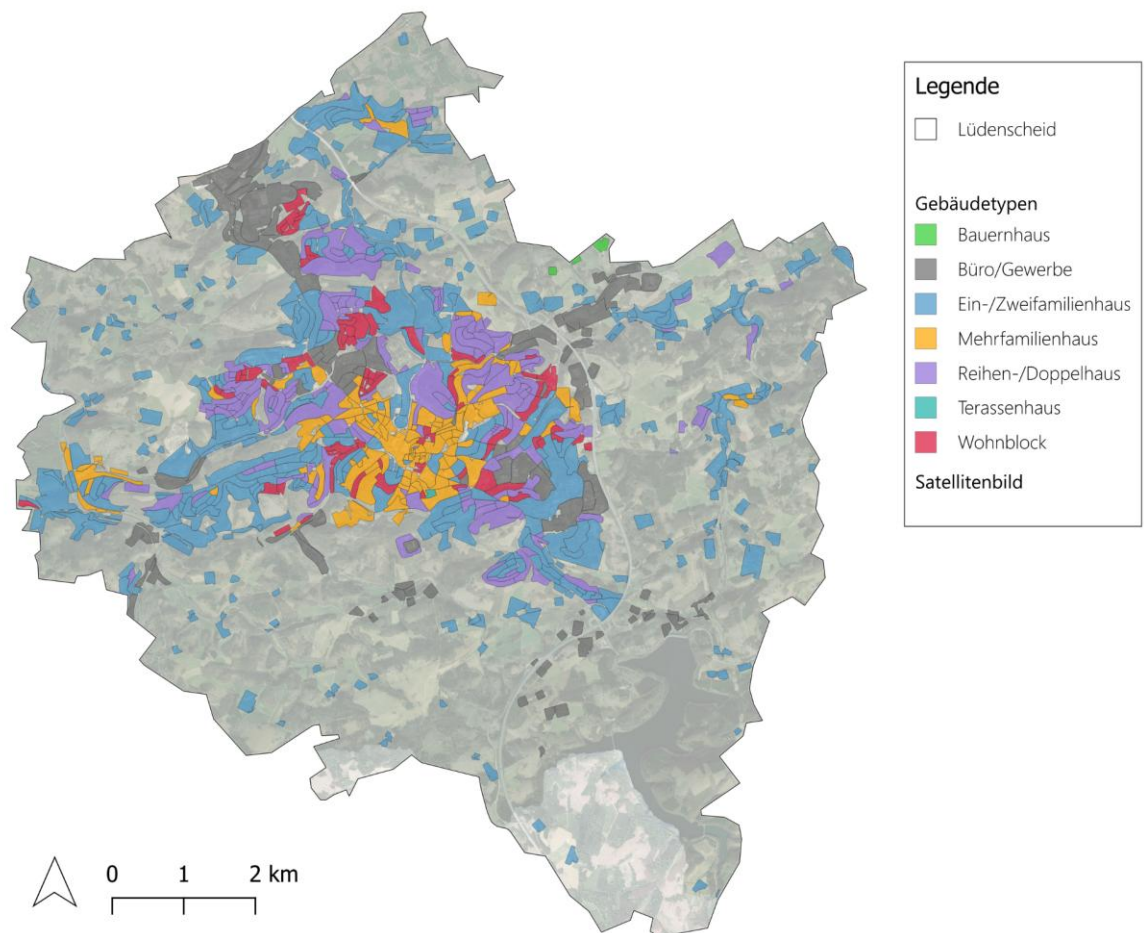 Legende
Lüdenscheid
Gebäudetypen
Bauernhaus
Büro/Gewerbe
Ein-/Zweifamilienhaus
Mehrfamilienhaus
Reihen-/Doppelhaus
Terassenhaus
Wohnblock
Satellitenbild
0 1 2 km